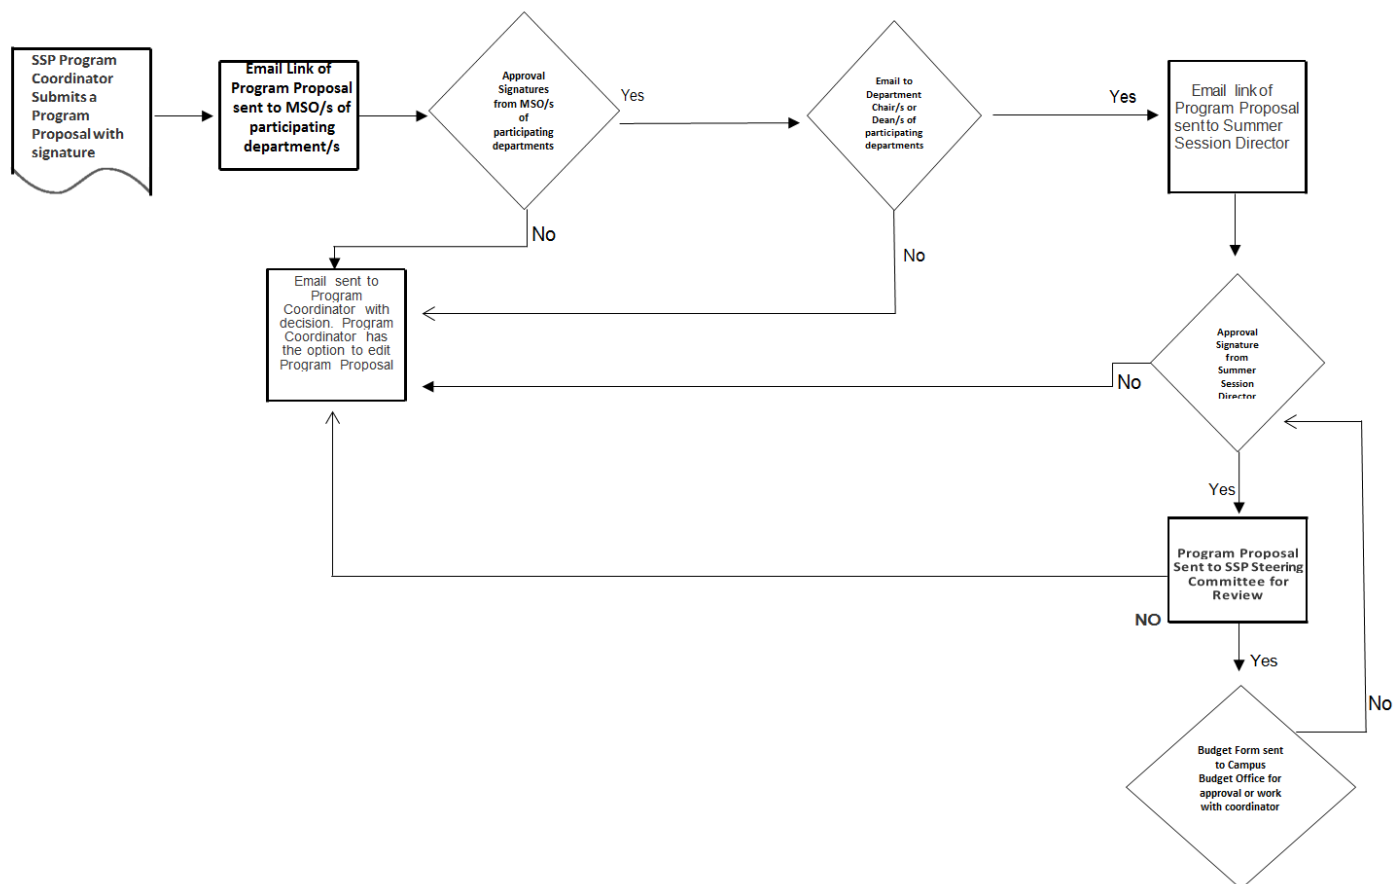 SSP Program
Coordinator
Submits a
Program
Proposal with
signature
Email Link of
Program Proposal
sent to MSO/s of
participating
department/s
Approval
Signatures
from MSO/s
of
participating
departments
Yes
Email to
Department
Chair/s or
Dean/s of
participating
departments
Yes
Email link of
Program Proposal
sent to Summer
Session Director
No
No
Email sent to
Program
Coordinator with
decision. Program
Coordinator has
the option to edit
Program Proposal
Approval
Signature
from
Summer
Session
Director
No
Yes
Program Proposal
Sent to SSP Steering
Committee for
Review
NO
Yes
No
Budget Form sent
to Campus
Budget Office for
approval or work
with coordinator